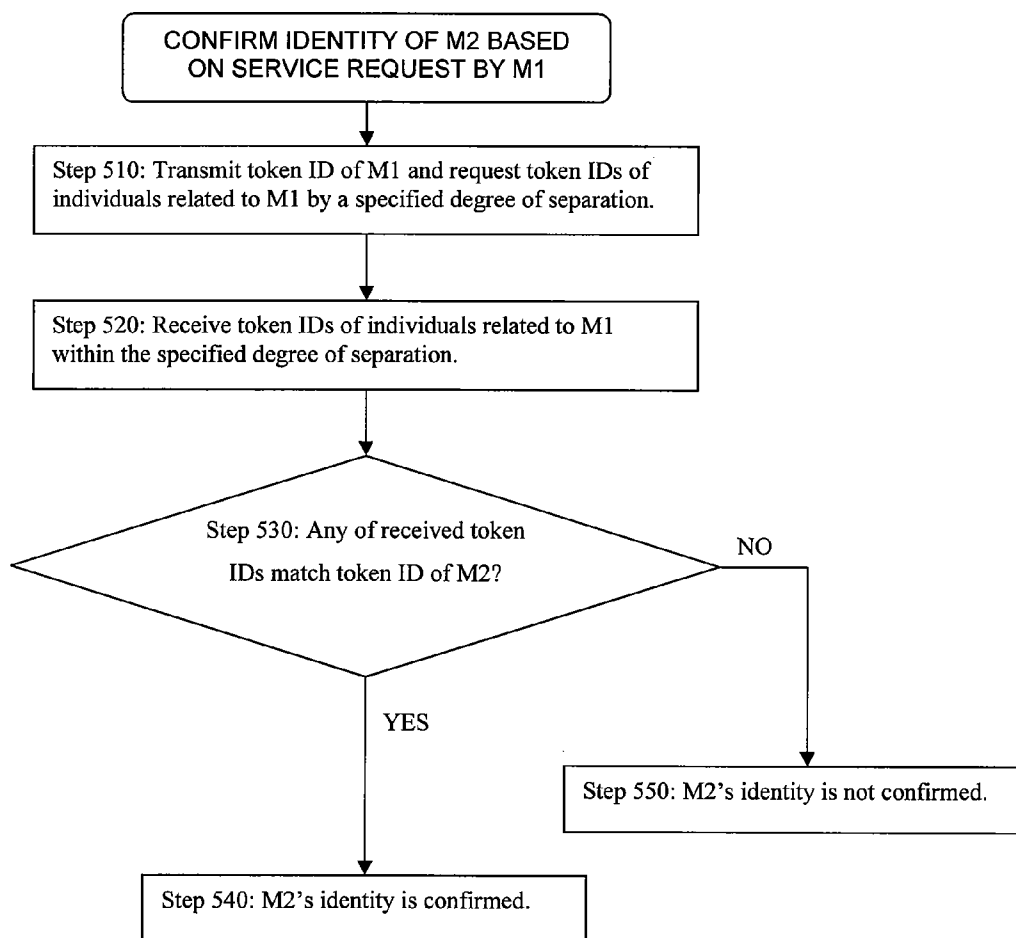 CONFIRM IDENTITY OF M2 BASED
ON SERVICE REQUEST BY M1
Step 510: Transmit token ID of M1 and request token IDs of
individuals related to M1 by a specified degree of separation.
Step 520: Receive token IDs of individuals related to M1
within the specified degree of separation.
Step 530: Any of received token
IDs match token ID of M2?
NO
YES
Step 550: M2's identity is not confirmed.
Step 540: M2's identity is confirmed.